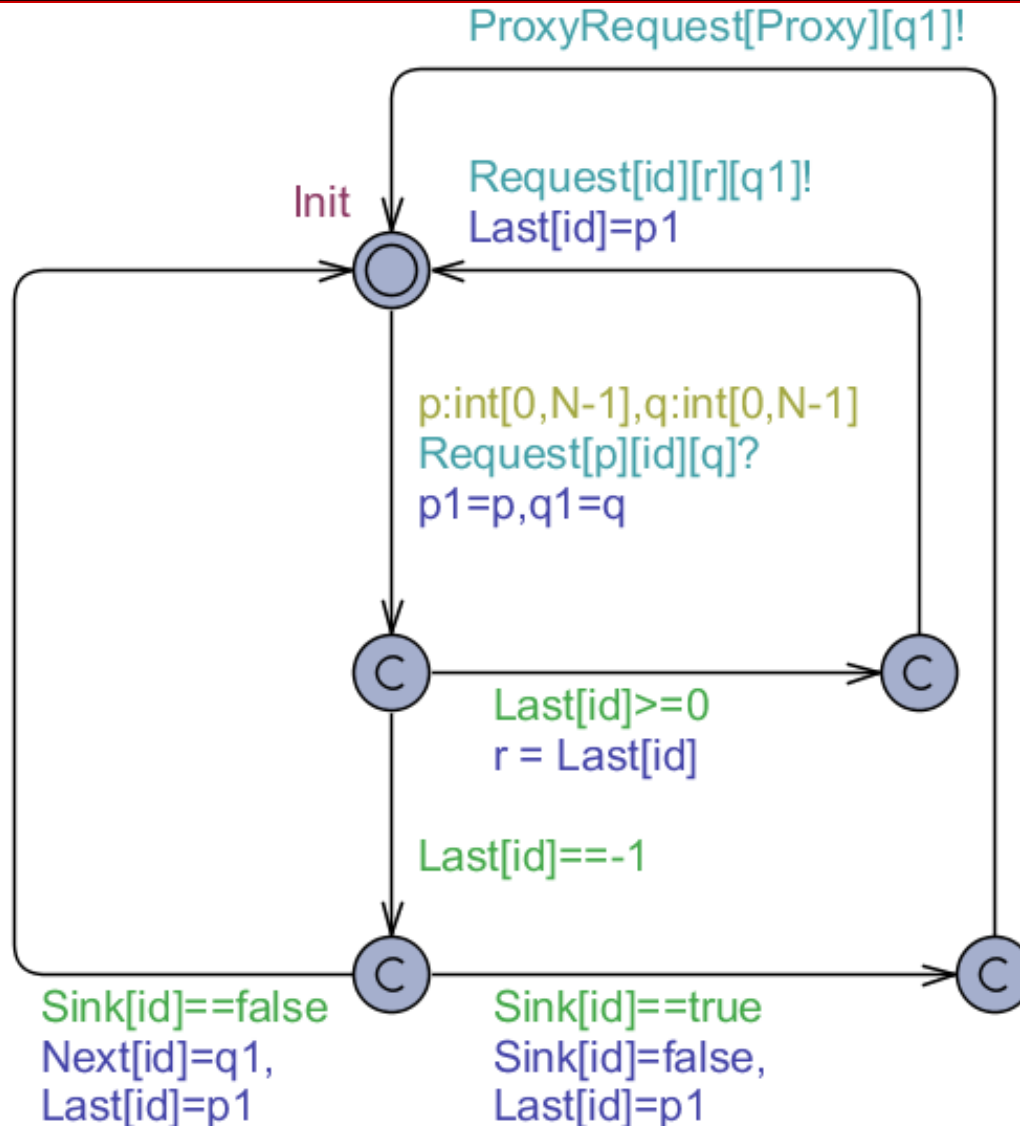 ProxyRequest[Proxy][q1]!
Request[id][r][q1]!
Init
Last[id]=p1
p:int[0,N-1],q:int[0,N-1]
Request[p][id][q]?
p1=p,q1=q
C
C
Last[id]>=0
r = Last[id]
Last[id]==-1
C
C
Sink[id]==false
Next[id]=q1,
Last[id]=p1
Sink[id]==true
Sink[id]=false,
Last[id]=p1